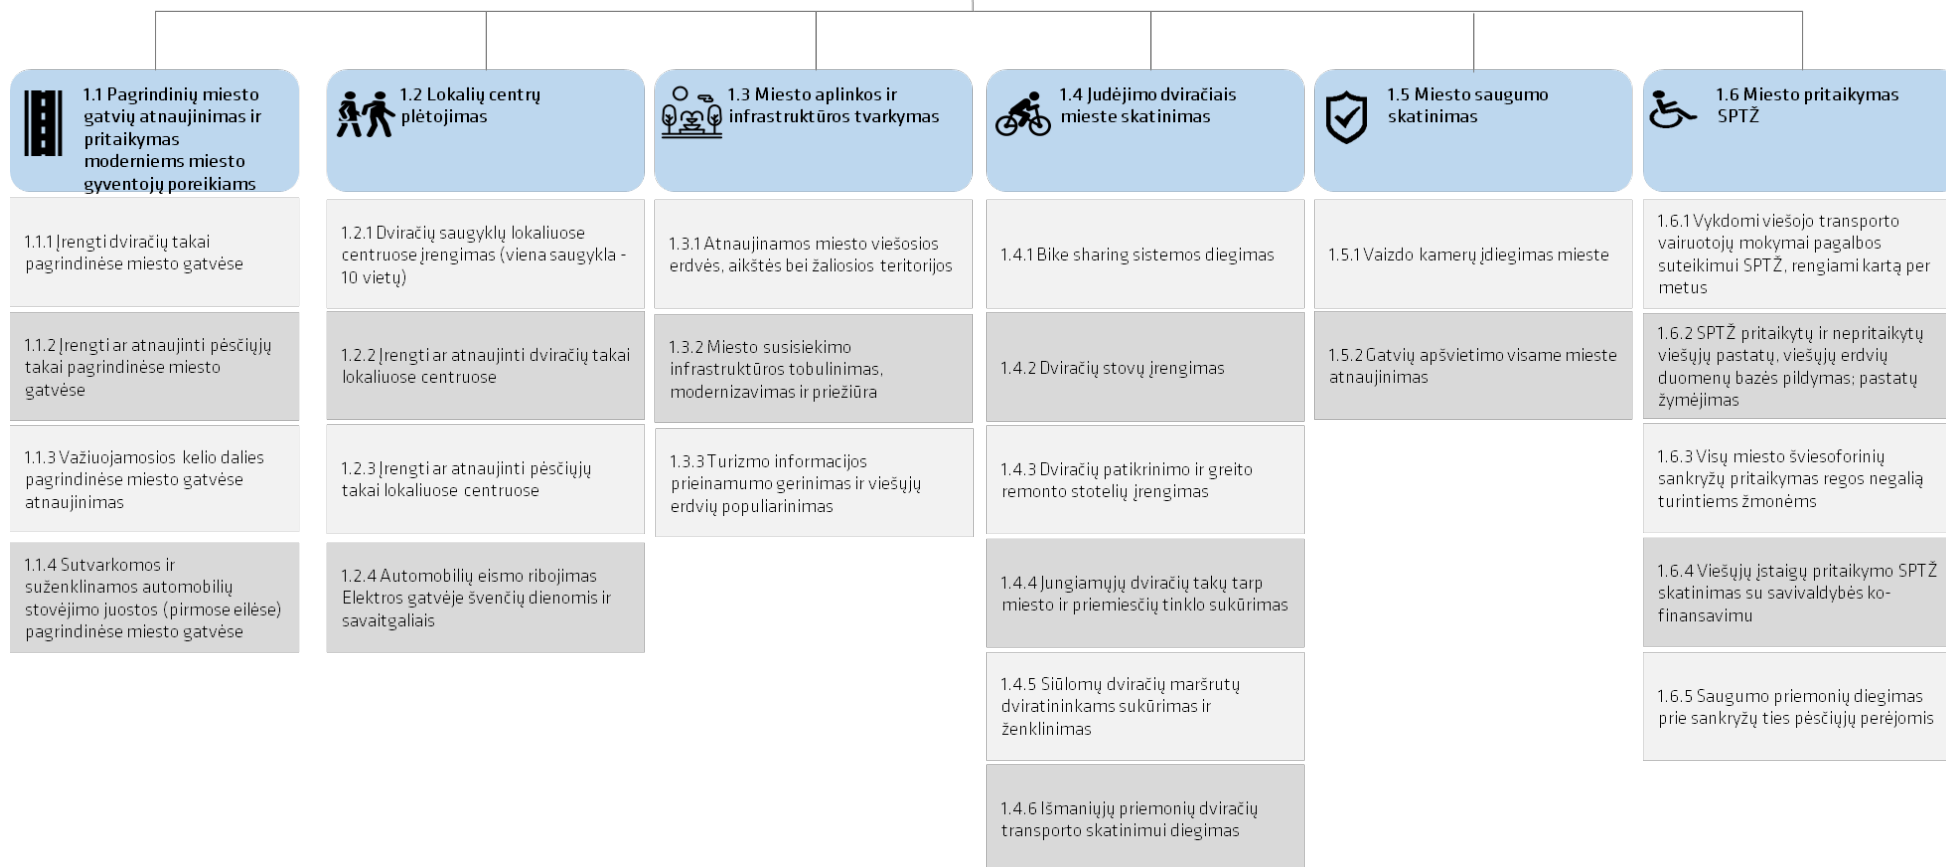 1.1 Pagrindinių miesto
gatvių atnaujinimas ir
pritaikymas
moderniems miesto
gyventojų poreikiams
1.1.1 Įrengti dviračių takai
pagrindinėse miesto gatvėse
1.1.2 Įrengti ar atnaujinti pėsčiųjų
takai pagrindinėse miesto
gatvėse
1.1.3 Važiuojamosios kelio dalies
pagrindinėse miesto gatvėse
atnaujinimas
1.1.4 Sutvarkomos ir
suženklinamos automobilių
stovėjimo juostos (pirmose eilėse)
pagrindinėse miesto gatvėse
1.2 Lokalių centrų
plėtojimas
1.2.1 Dviračių saugyklų lokaliuose
centruose įrengimas (viena saugykla -
10 vietų)
1.2.2 Įrengti ar atnaujinti dviračių takai
lokaliuose centruose
1.2.3 Įrengti ar atnaujinti pėsčiųjų
takai lokaliuose centruose
1.2.4 Automobilių eismo ribojimas
Elektros gatvėje švenčių dienomis ir
savaitgaliais
1.3 Miesto aplinkos ir
infrastruktūros tvarkymas
1.3.1 Atnaujinamos miesto viešosios
erdvės, aikštės bei žaliosios teritorijos
1.3.2 Miesto susisiekimo
infrastruktūros tobulinimas,
modernizavimas ir priežiūra
1.3.3 Turizmo informacijos
prieinamumo gerinimas ir viešųjų
erdvių populiarinimas
1.4 Judėjimo dviračiais
mieste skatinimas
1.4.1 Bike sharing sistemos diegimas
1.4.2 Dviračių stovų įrengimas
1.4.3 Dviračių patikrinimo ir greito
remonto stotelių įrengimas
1.4.4 Jungiamųjų dviračių takų tarp
miesto ir priemiesčių tinklo sukūrimas
1.4.5 Siūlomų dviračių maršrutų
dviratininkams sukūrimas ir
ženklinimas
1.4.6 Išmaniųjų priemonių dviračių
transporto skatinimui diegimas
1.5 Miesto saugumo
skatinimas
1.5.1 Vaizdo kamerų įdiegimas mieste
1.5.2 Gatvių apšvietimo visame mieste
atnaujinimas
1.6 Miesto pritaikymas
SPTŽ
1.6.1 Vykdomi viešojo transporto
vairuotojų mokymai pagalbos
suteikimui SPTŽ, rengiami kartą per
metus
1.6.2 SPTŽ pritaikytų ir nepritaikytų
viešųjų pastatų, viešųjų erdvių
duomenų bazės pildymas; pastatų
žymėjimas
1.6.3 Visų miesto šviesoforinių
sankryžų pritaikymas regos negalią
turintiems žmonėms
1.6.4 Viešųjų įstaigų pritaikymo SPTŽ
skatinimas su savivaldybės ko-
finansavimu
1.6.5 Saugumo priemonių diegimas
prie sankryžų ties pėsčiųjų perėjomis